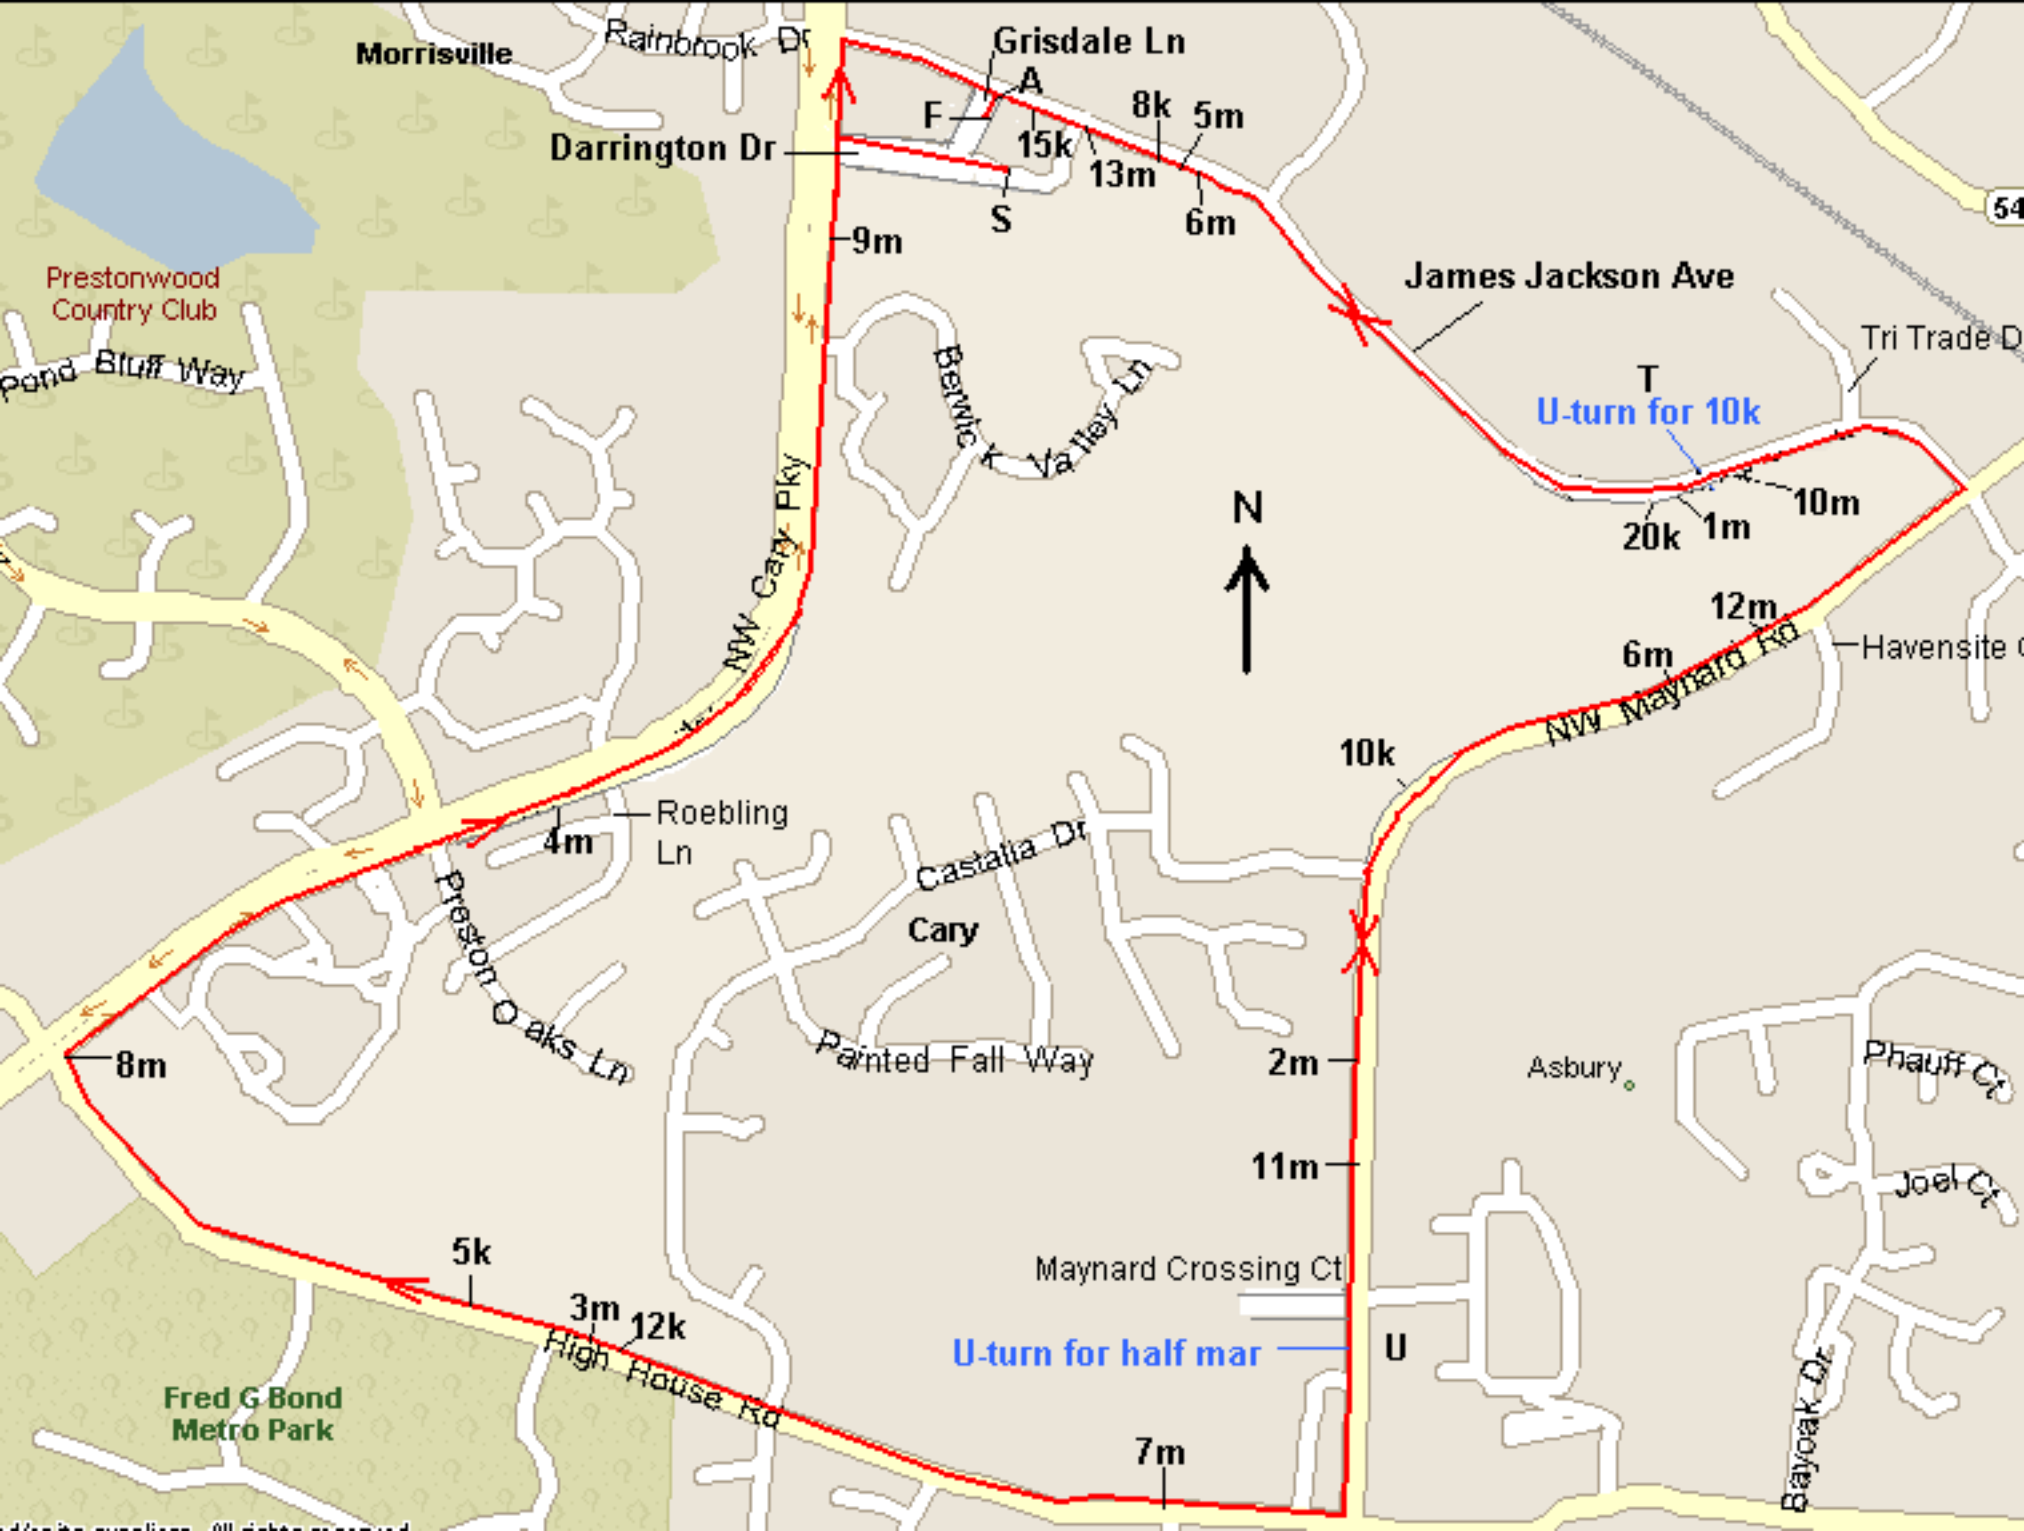 Rainbrook Dr
Morrisville
Grisdale Ln
A
F
8k
5m
15k
13m
Darrington Dr
S
6m
54
9m
Prestonwood
Country Club
James Jackson Ave
Tri Trade D
Pond Bluff Way
Berwick Valley Ln
T
U-turn for 10k
NW Cary Pky
N
10m
20k
1m
12m
6m
Havensite C
NW Maynard Rd
10k
Roebling
Ln
4m
Castalia Dr
Preston Oaks Ln
Cary
Painted Fall Way
2m
Asbury
Phauff Ct
8m
11m
Joel Ct
5k
Maynard Crossing Ct
3m
12k
U-turn for half mar
U
High House Rd
Fred G Bond
Metro Park
Bayoak Dr
7m
All rights reserved